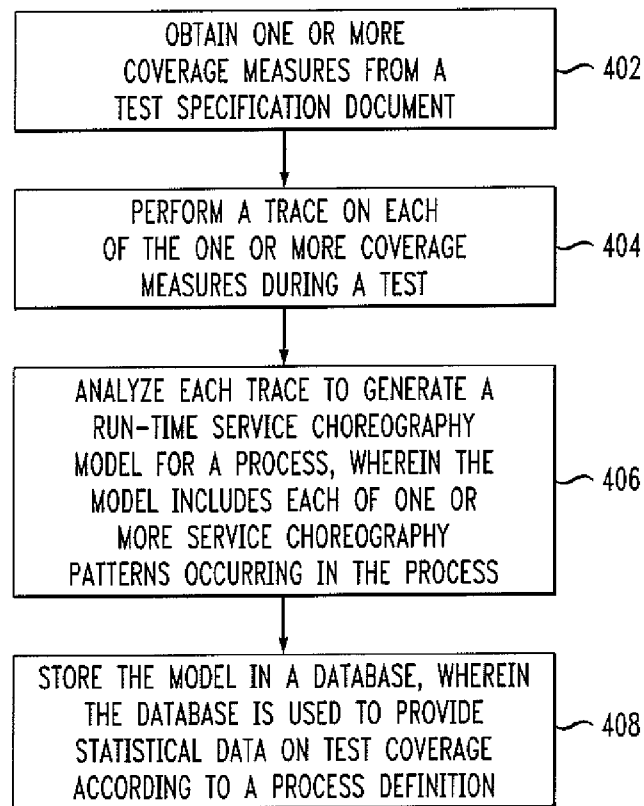 OBTAIN ONE OR MORE
COVERAGE MEASURES FROM A
TEST SPECIFICATION DOCUMENT
402
PERFORM A TRACE ON EACH
OF THE ONE OR MORE COVERAGE
MEASURES DURING A TEST
404
ANALYZE EACH TRACE TO GENERATE A
RUN-TIME SERVICE CHOREOGRAPHY
MODEL FOR A PROCESS, WHEREIN THE
MODEL INCLUDES EACH OF ONE OR
MORE SERVICE CHOREOGRAPHY
PATTERNS OCCURRING IN THE PROCESS
406
STORE THE MODEL IN A DATABASE, WHEREIN
THE DATABASE IS USED TO PROVIDE
STATISTICAL DATA ON TEST COVERAGE
ACCORDING TO A PROCESS DEFINITION
408